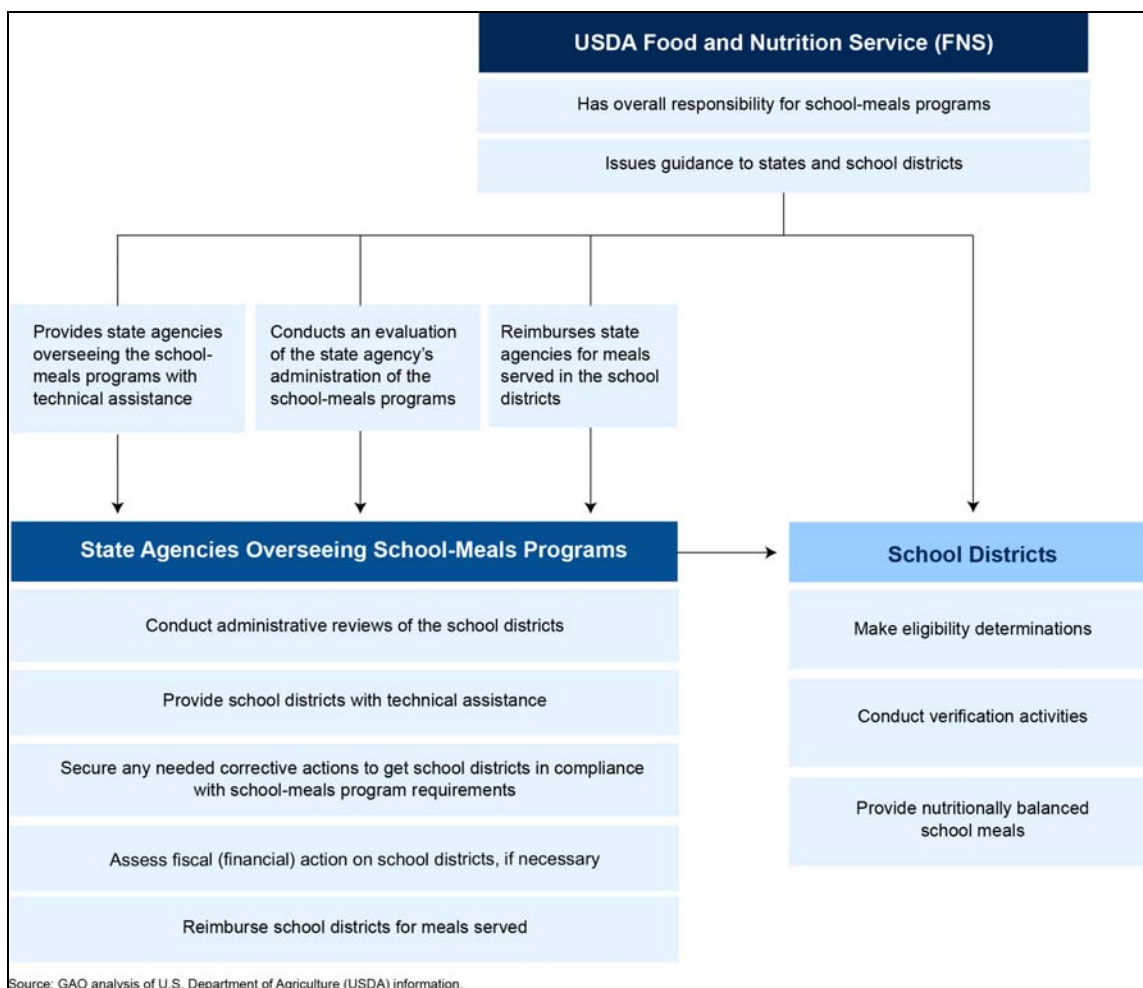 USDA Food and Nutrition Service (FNS)
Has overall responsibility for school-meals programs
Issues guidance to states and school districts
Provides state agencies
overseeing the school-
meals programs with
technical assistance
Conducts an evaluation
of the state agency's
administration of the
school-meals programs
Reimburses state
agencies for meals
served in the school
districts
State Agencies Overseeing School-Meals Programs
Conduct administrative reviews of the school districts
Provide school districts with technical assistance
Secure any needed corrective actions to get school districts in compliance
with school-meals program requirements
Assess fiscal (financial) action on school districts, if necessary
Reimburse school districts for meals served
School Districts
Make eligibility determinations
Conduct verification activities
Provide nutritionally balanced
school meals
Source: GAO analysis of U.S. Department of Agriculture (USDA) information.